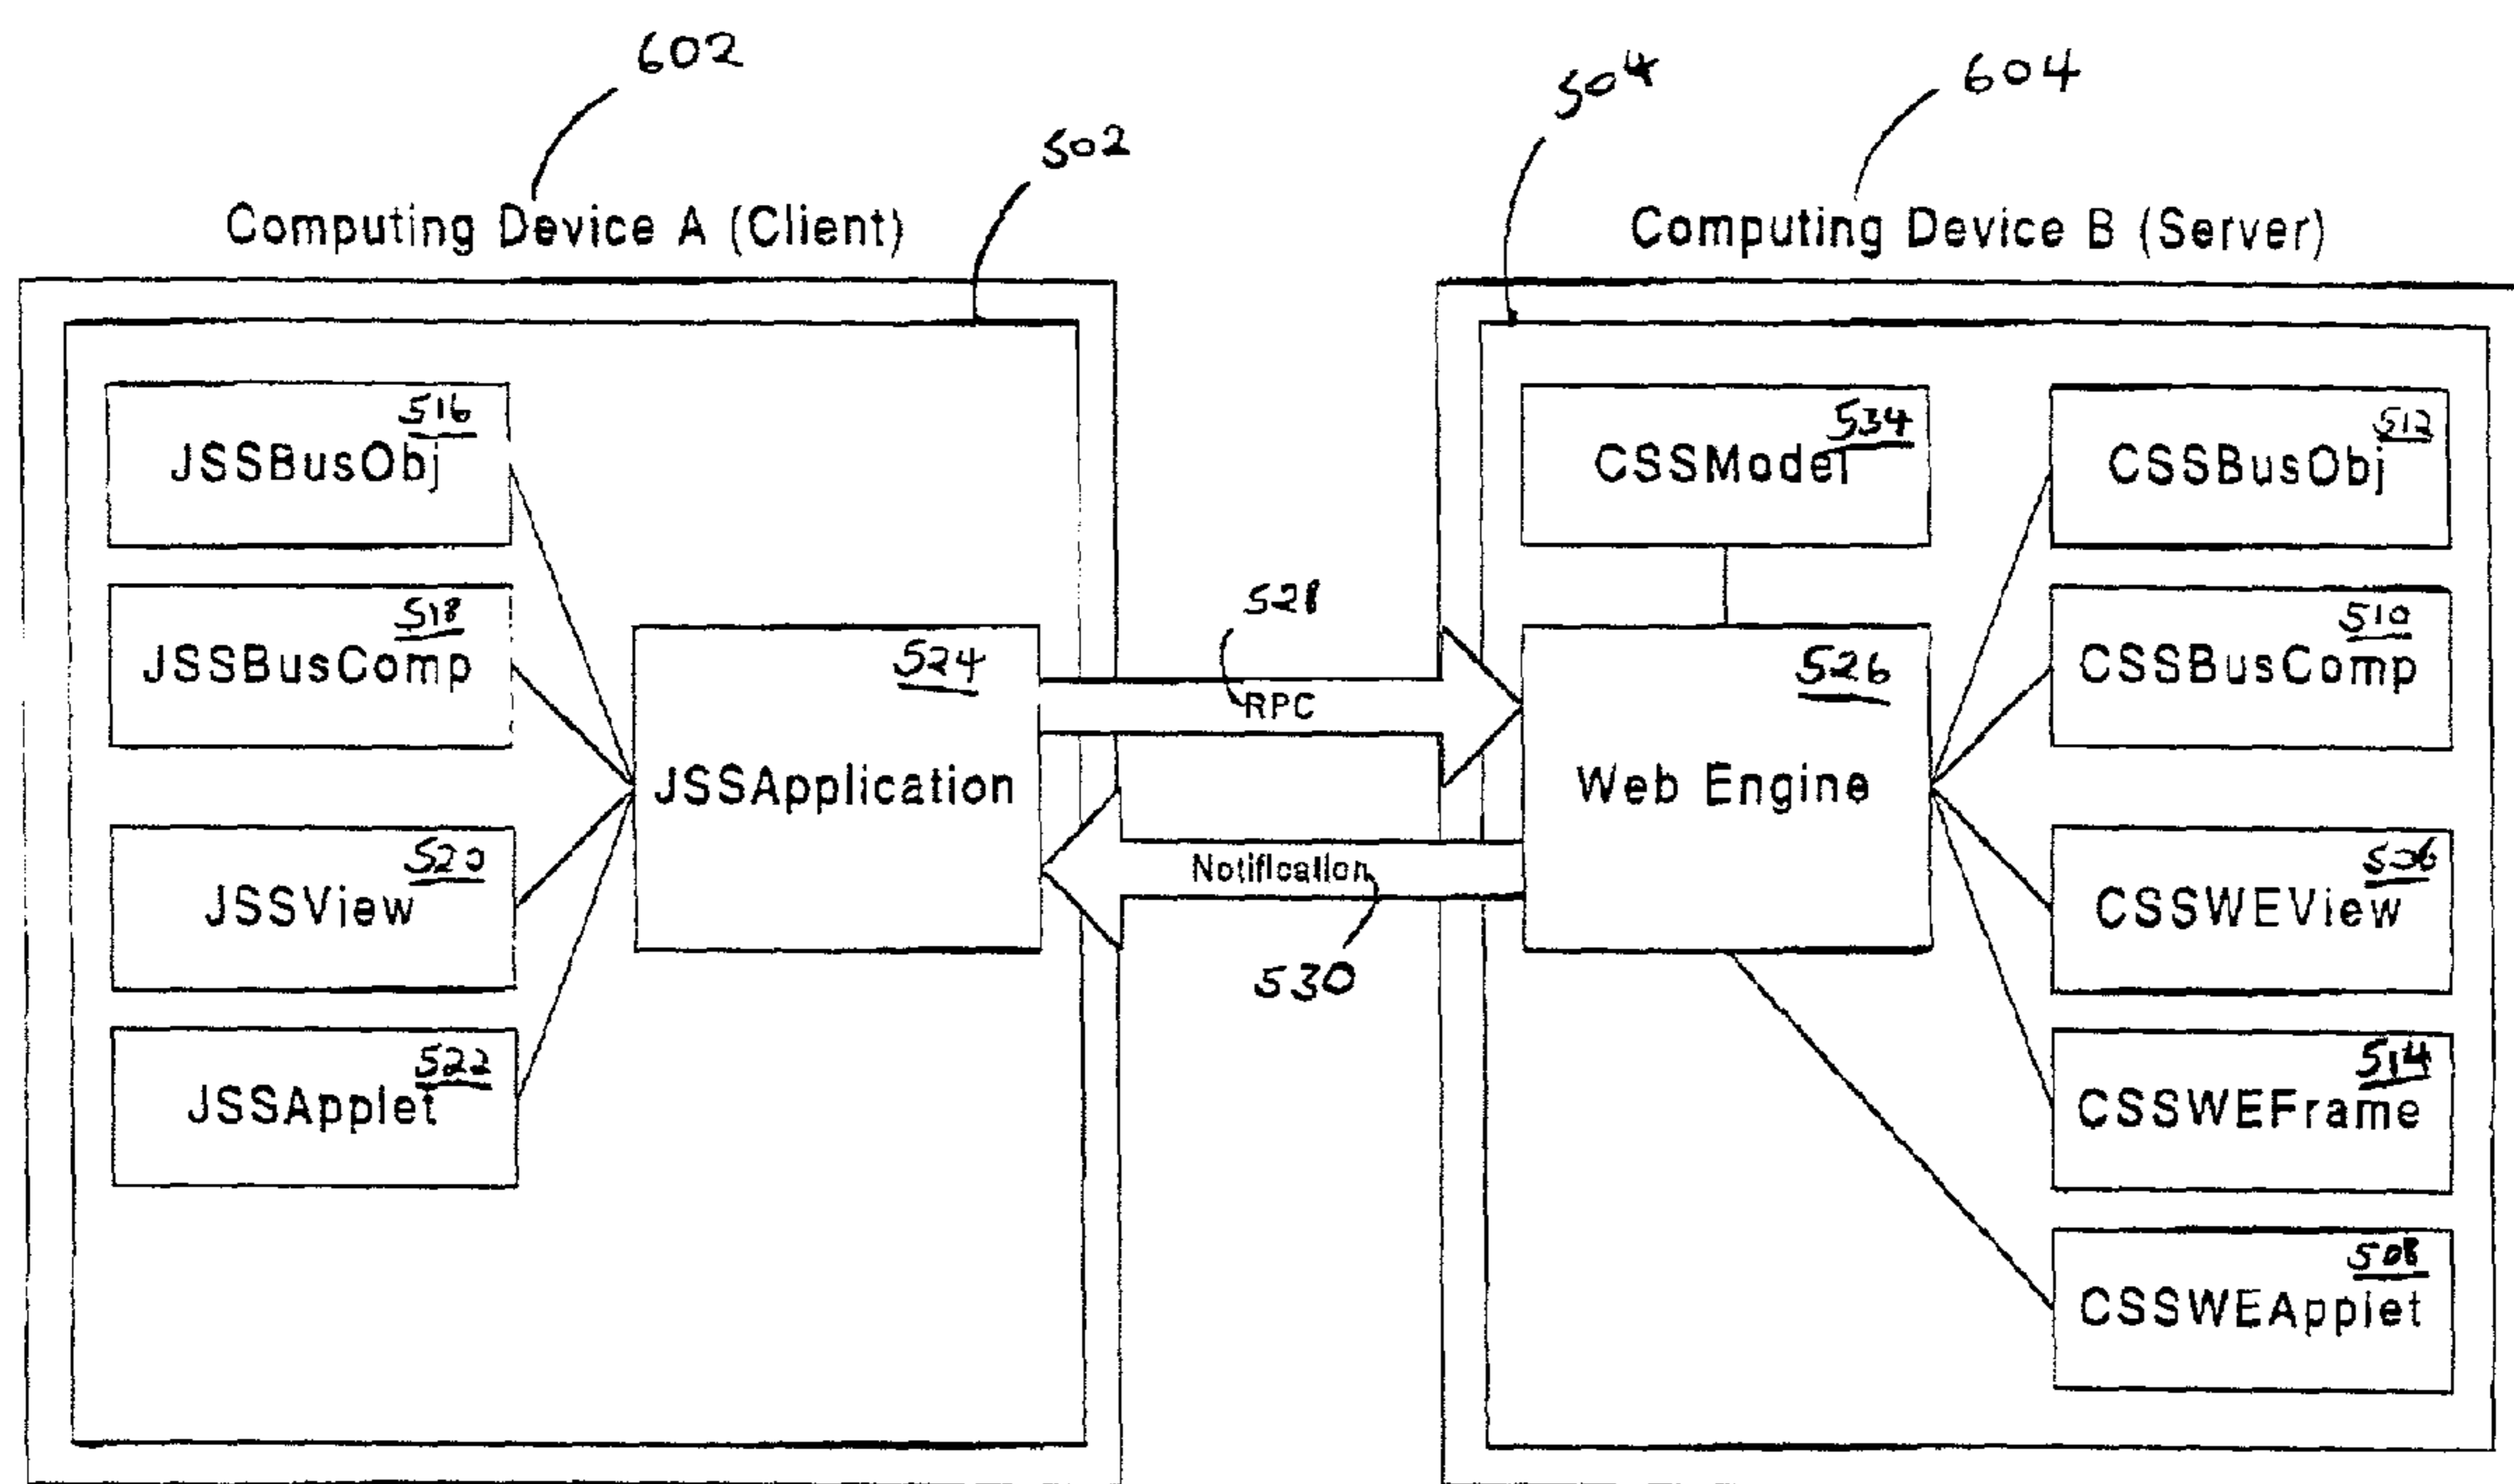 602
502
504
604
Computing Device A (Client)
Computing Device B (Server)
516
JSSBusObj
518
JSSBusComp
520
JSSView
522
JSSApplet
524
JSSApplication
528
RPC
Notification
530
534
CSSModel
526
Web Engine
512
CSSBusObj
510
CSSBusComp
CSSWEView
514
CSSWEFrame
508
CSSWEApplet